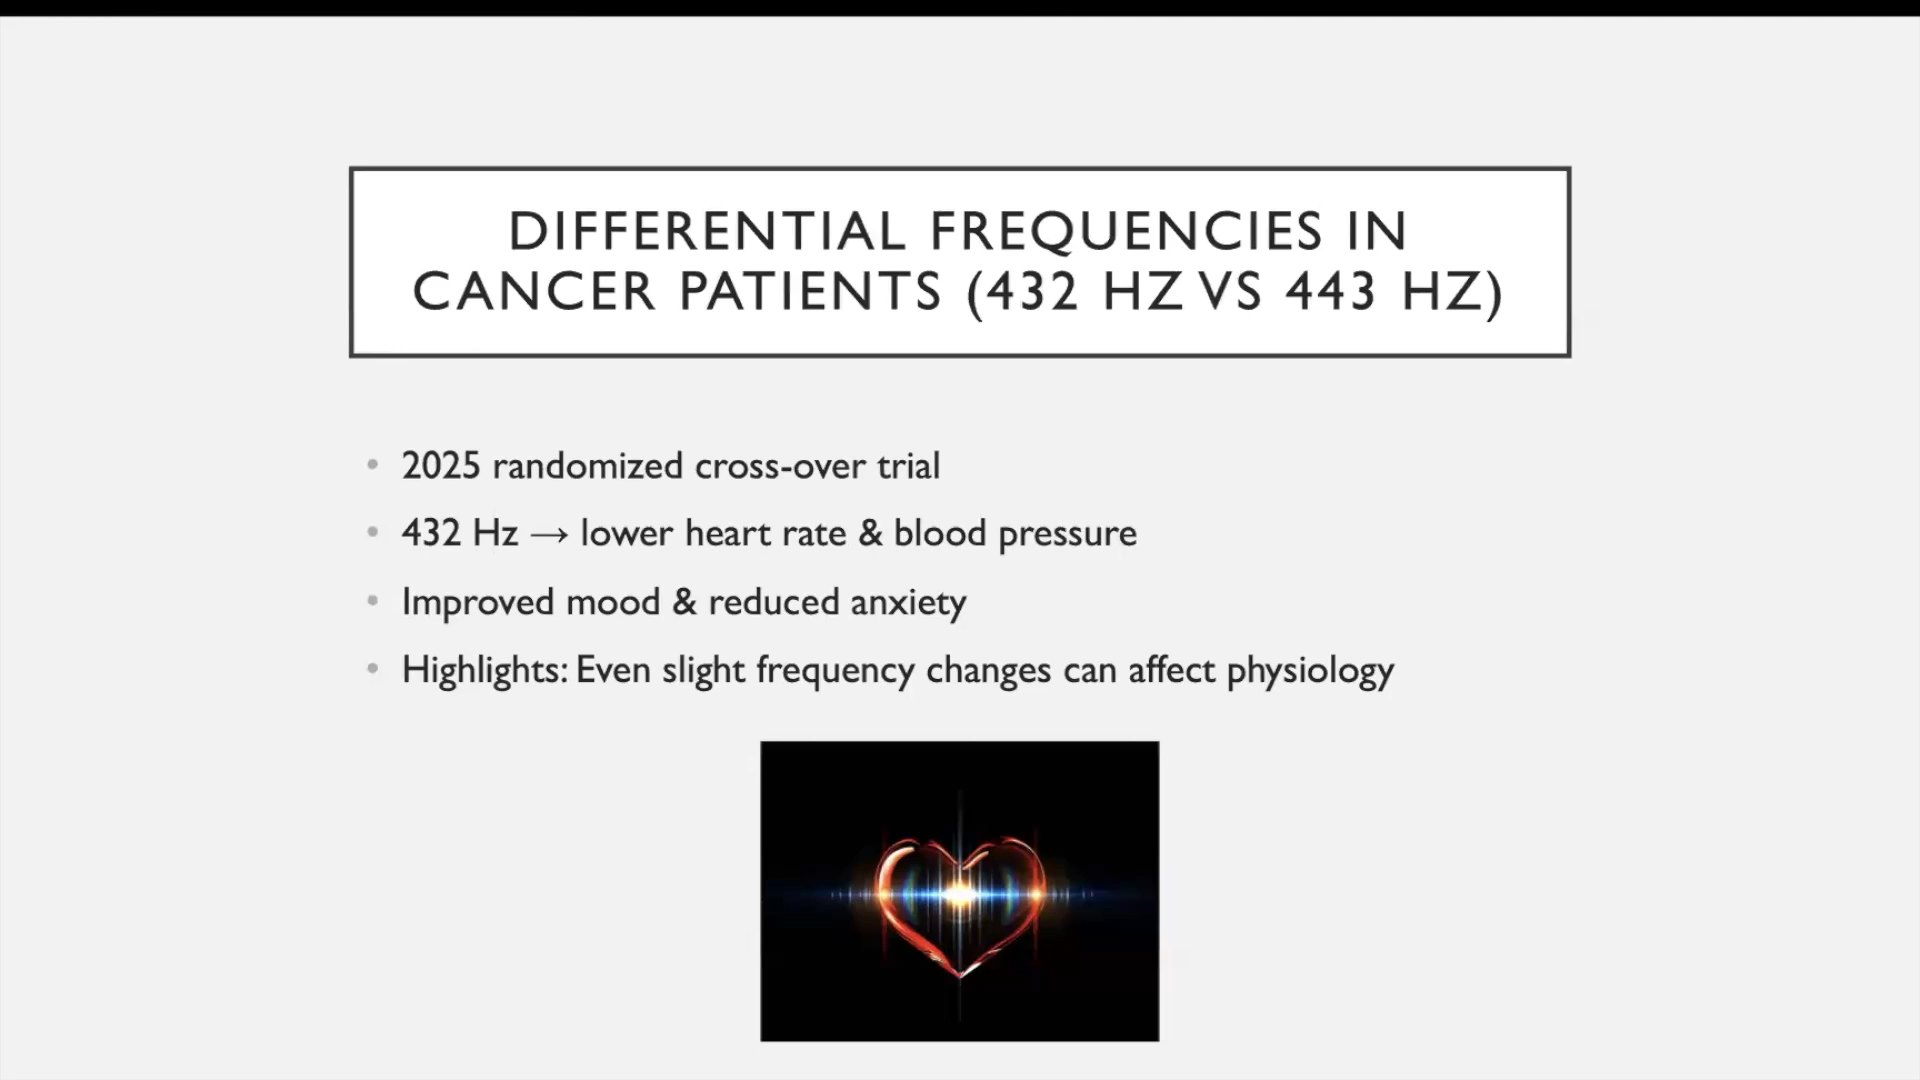 DIFFERENTIAL FREQUENCIES IN
CANCER PATIENTS (432 HZ VS 443 HZ)
• 2025 randomized cross-over trial
• 432 Hz → lower heart rate & blood pressure
• Improved mood & reduced anxiety
• Highlights: Even slight frequency changes can affect physiology